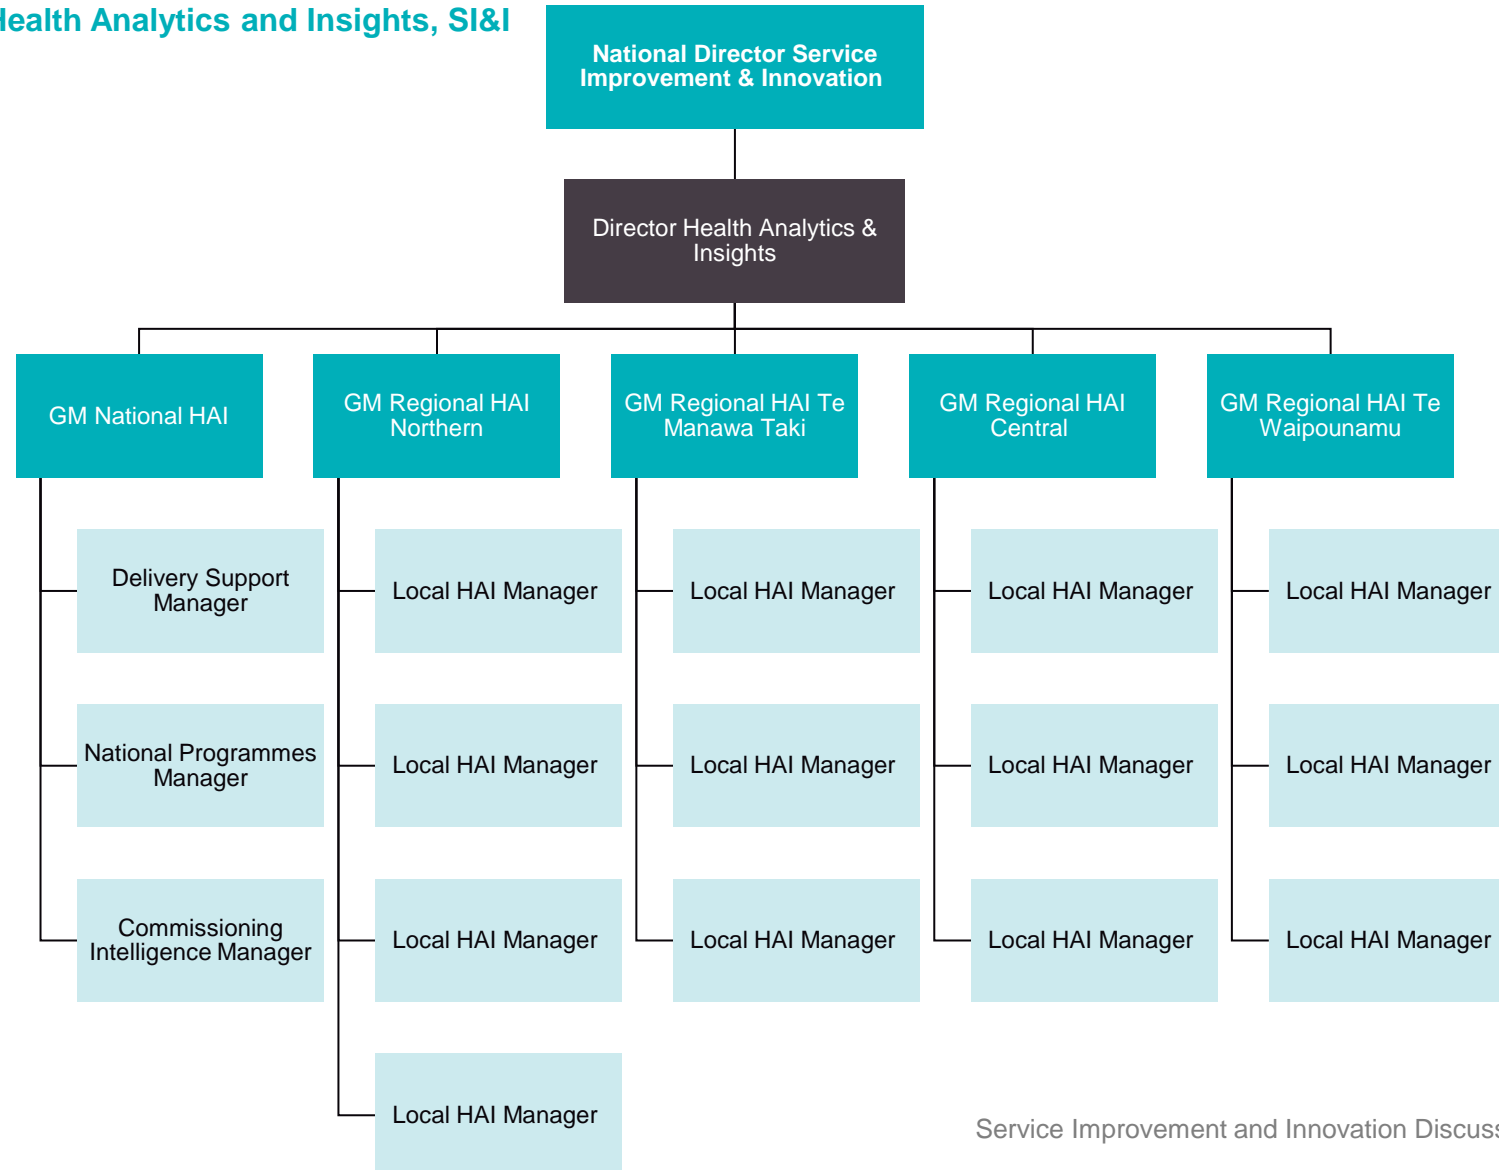 Health Analytics and Insights, SI&I
National Director Service
Improvement & Innovation
Director Health Analytics &
Insights
GM National HAI
GM Regional HAI
Northern
GM Regional HAI Te
Manawa Taki
GM Regional HAI
Central
GM Regional HAI Te
Waipounamu
Delivery Support
Manager
Local HAI Manager
Local HAI Manager
Local HAI Manager
Local HAI Manager
National Programmes
Manager
Local HAI Manager
Local HAI Manager
Local HAI Manager
Local HAI Manager
Commissioning
Intelligence Manager
Local HAI Manager
Local HAI Manager
Local HAI Manager
Local HAI Manager
Local HAI Manager
Service Improvement and Innovation